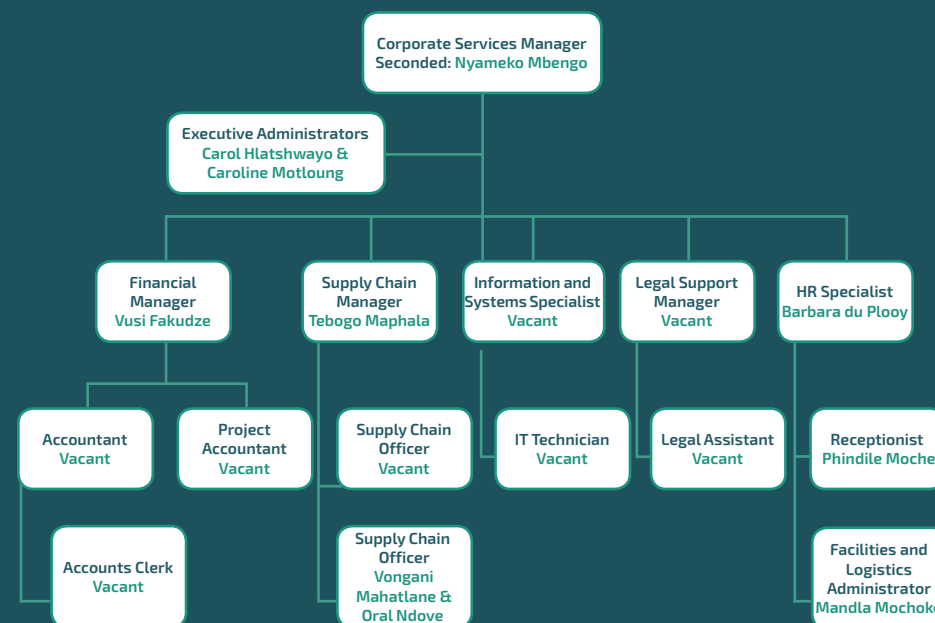 Corporate Services Manager
Seconded: Nyameko Mbengo
Executive Administrators
Carol Hlatshwayo &
Caroline Motloung
Financial
Manager
Vusi Fakudze
Supply Chain
Manager
Tebogo Maphala
Information and
Systems Specialist
Vacant
Legal Support
Manager
Vacant
HR Specialist
Barbara du Plooy
Accountant
Vacant
Project
Accountant
Vacant
Supply Chain
Officer
Vacant
IT Technician
Vacant
Legal Assistant
Vacant
Receptionist
Phindile Moche
Accounts Clerk
Vacant
Supply Chain
Officer
Vongani
Mahatlane &
Oral Ndove
Facilities and
Logistics
Administrator
Mandla